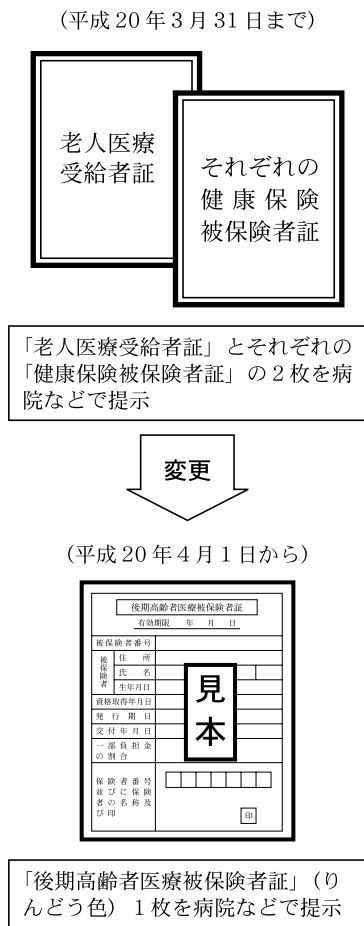 (平成20年3月31日まで)
老人医療
受給者証
それぞれの
健康保険
被保険者証
「老人医療受給者証」とそれぞれの
「健康保険被保険者証」の2枚を病
院などで提示
変更
(平成20年4月1日から)
後期高齢者医療被保険者証
有効期限 年 月 日
被保険者番号
被保険者
住所
氏名
生年月日
資格取得年月日
発行期日
交付年月日
一部負担金
の割合
保険者番号
並びに保険
者の名称及
び印
印
見本
「後期高齢者医療被保険者証」(り
んどう色) 1枚を病院などで提示